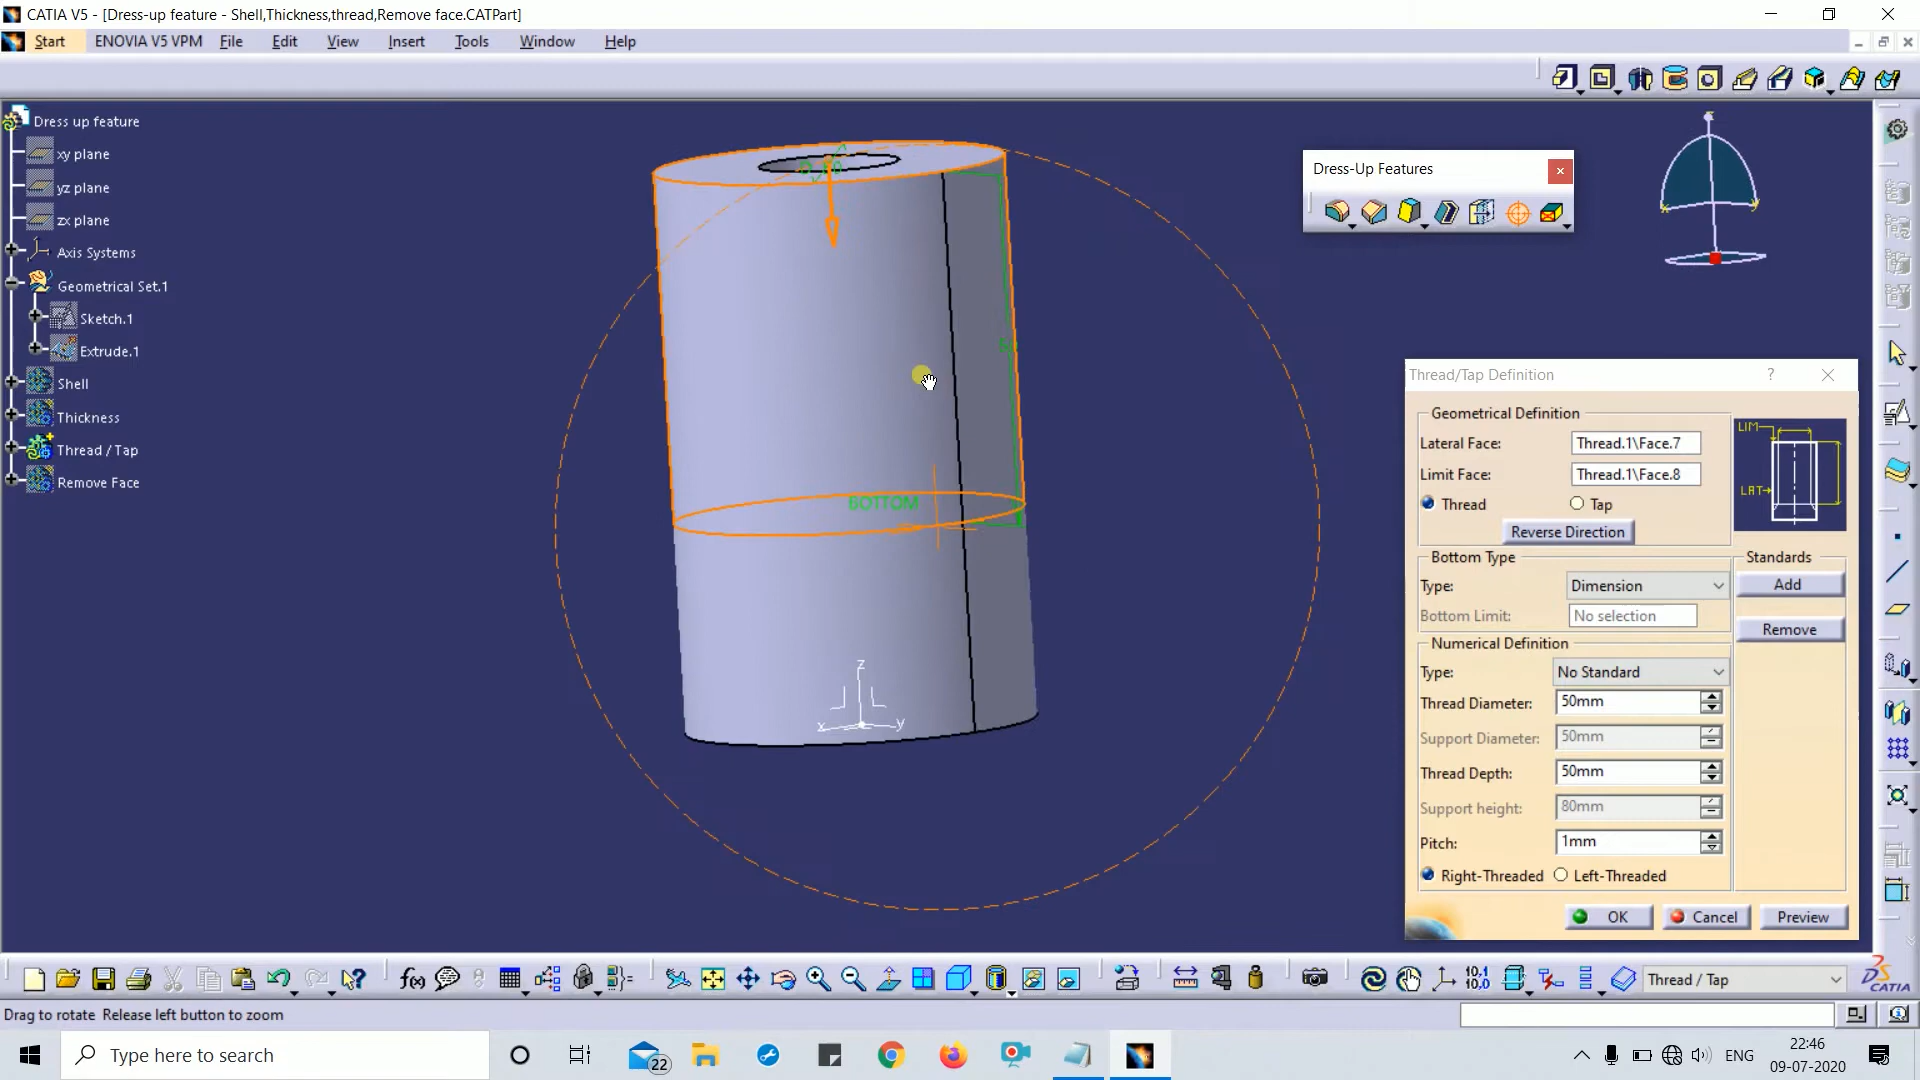 CATIA V5 - [Dress-up feature - Shell,Thickness,thread,Remove face.CATPart]
Start ENOVIA V5 VPM File Edit View Insert Tools Window Help
Dress up feature
xy plane
yz plane
zx plane
Axis Systems
Geometrical Set.1
Sketch.1
Extrude.1
Shell
Thickness
Thread / Tap
Remove Face
BOTTOM
z
x
y
Dress-Up Features
Thread/Tap Definition
Geometrical Definition
Lateral Face: Thread.1\Face.7
Limit Face: Thread.1\Face.8
Thread Tap
Reverse Direction
LIM
LAT
Bottom Type
Type: Dimension
Bottom Limit: No selection
Standards
Add
Remove
Numerical Definition
Type: No Standard
Thread Diameter: 50mm
Support Diameter: 50mm
Thread Depth: 50mm
Support height: 80mm
Pitch: 1mm
Right-Threaded Left-Threaded
OK Cancel Preview
f(x)
10:1
10,0
Thread / Tap
CATIA
Drag to rotate Release left button to zoom
Type here to search
22
ENG
22:46
09-07-2020